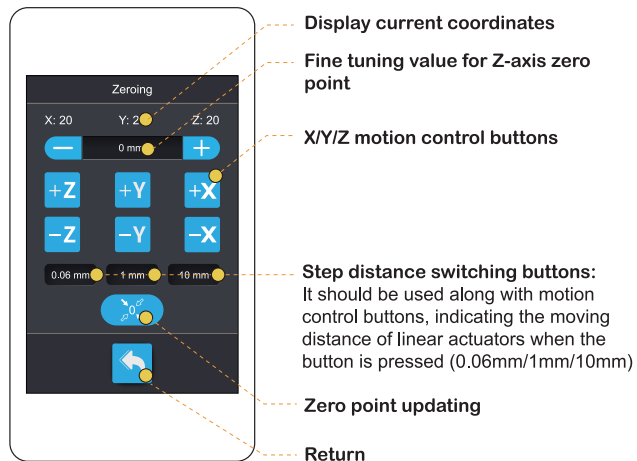 Display current coordinates
Fine tuning value for Z-axis zero
point
Zeroing
X: 20 Y: 2 Z: 20
0 mm
X/Y/Z motion control buttons
+Z +Y +X
−Z −Y −X
0.06 mm 1 mm 10 mm
Step distance switching buttons:
It should be used along with motion
control buttons, indicating the moving
distance of linear actuators when the
button is pressed (0.06mm/1mm/10mm)
0
Zero point updating
Return